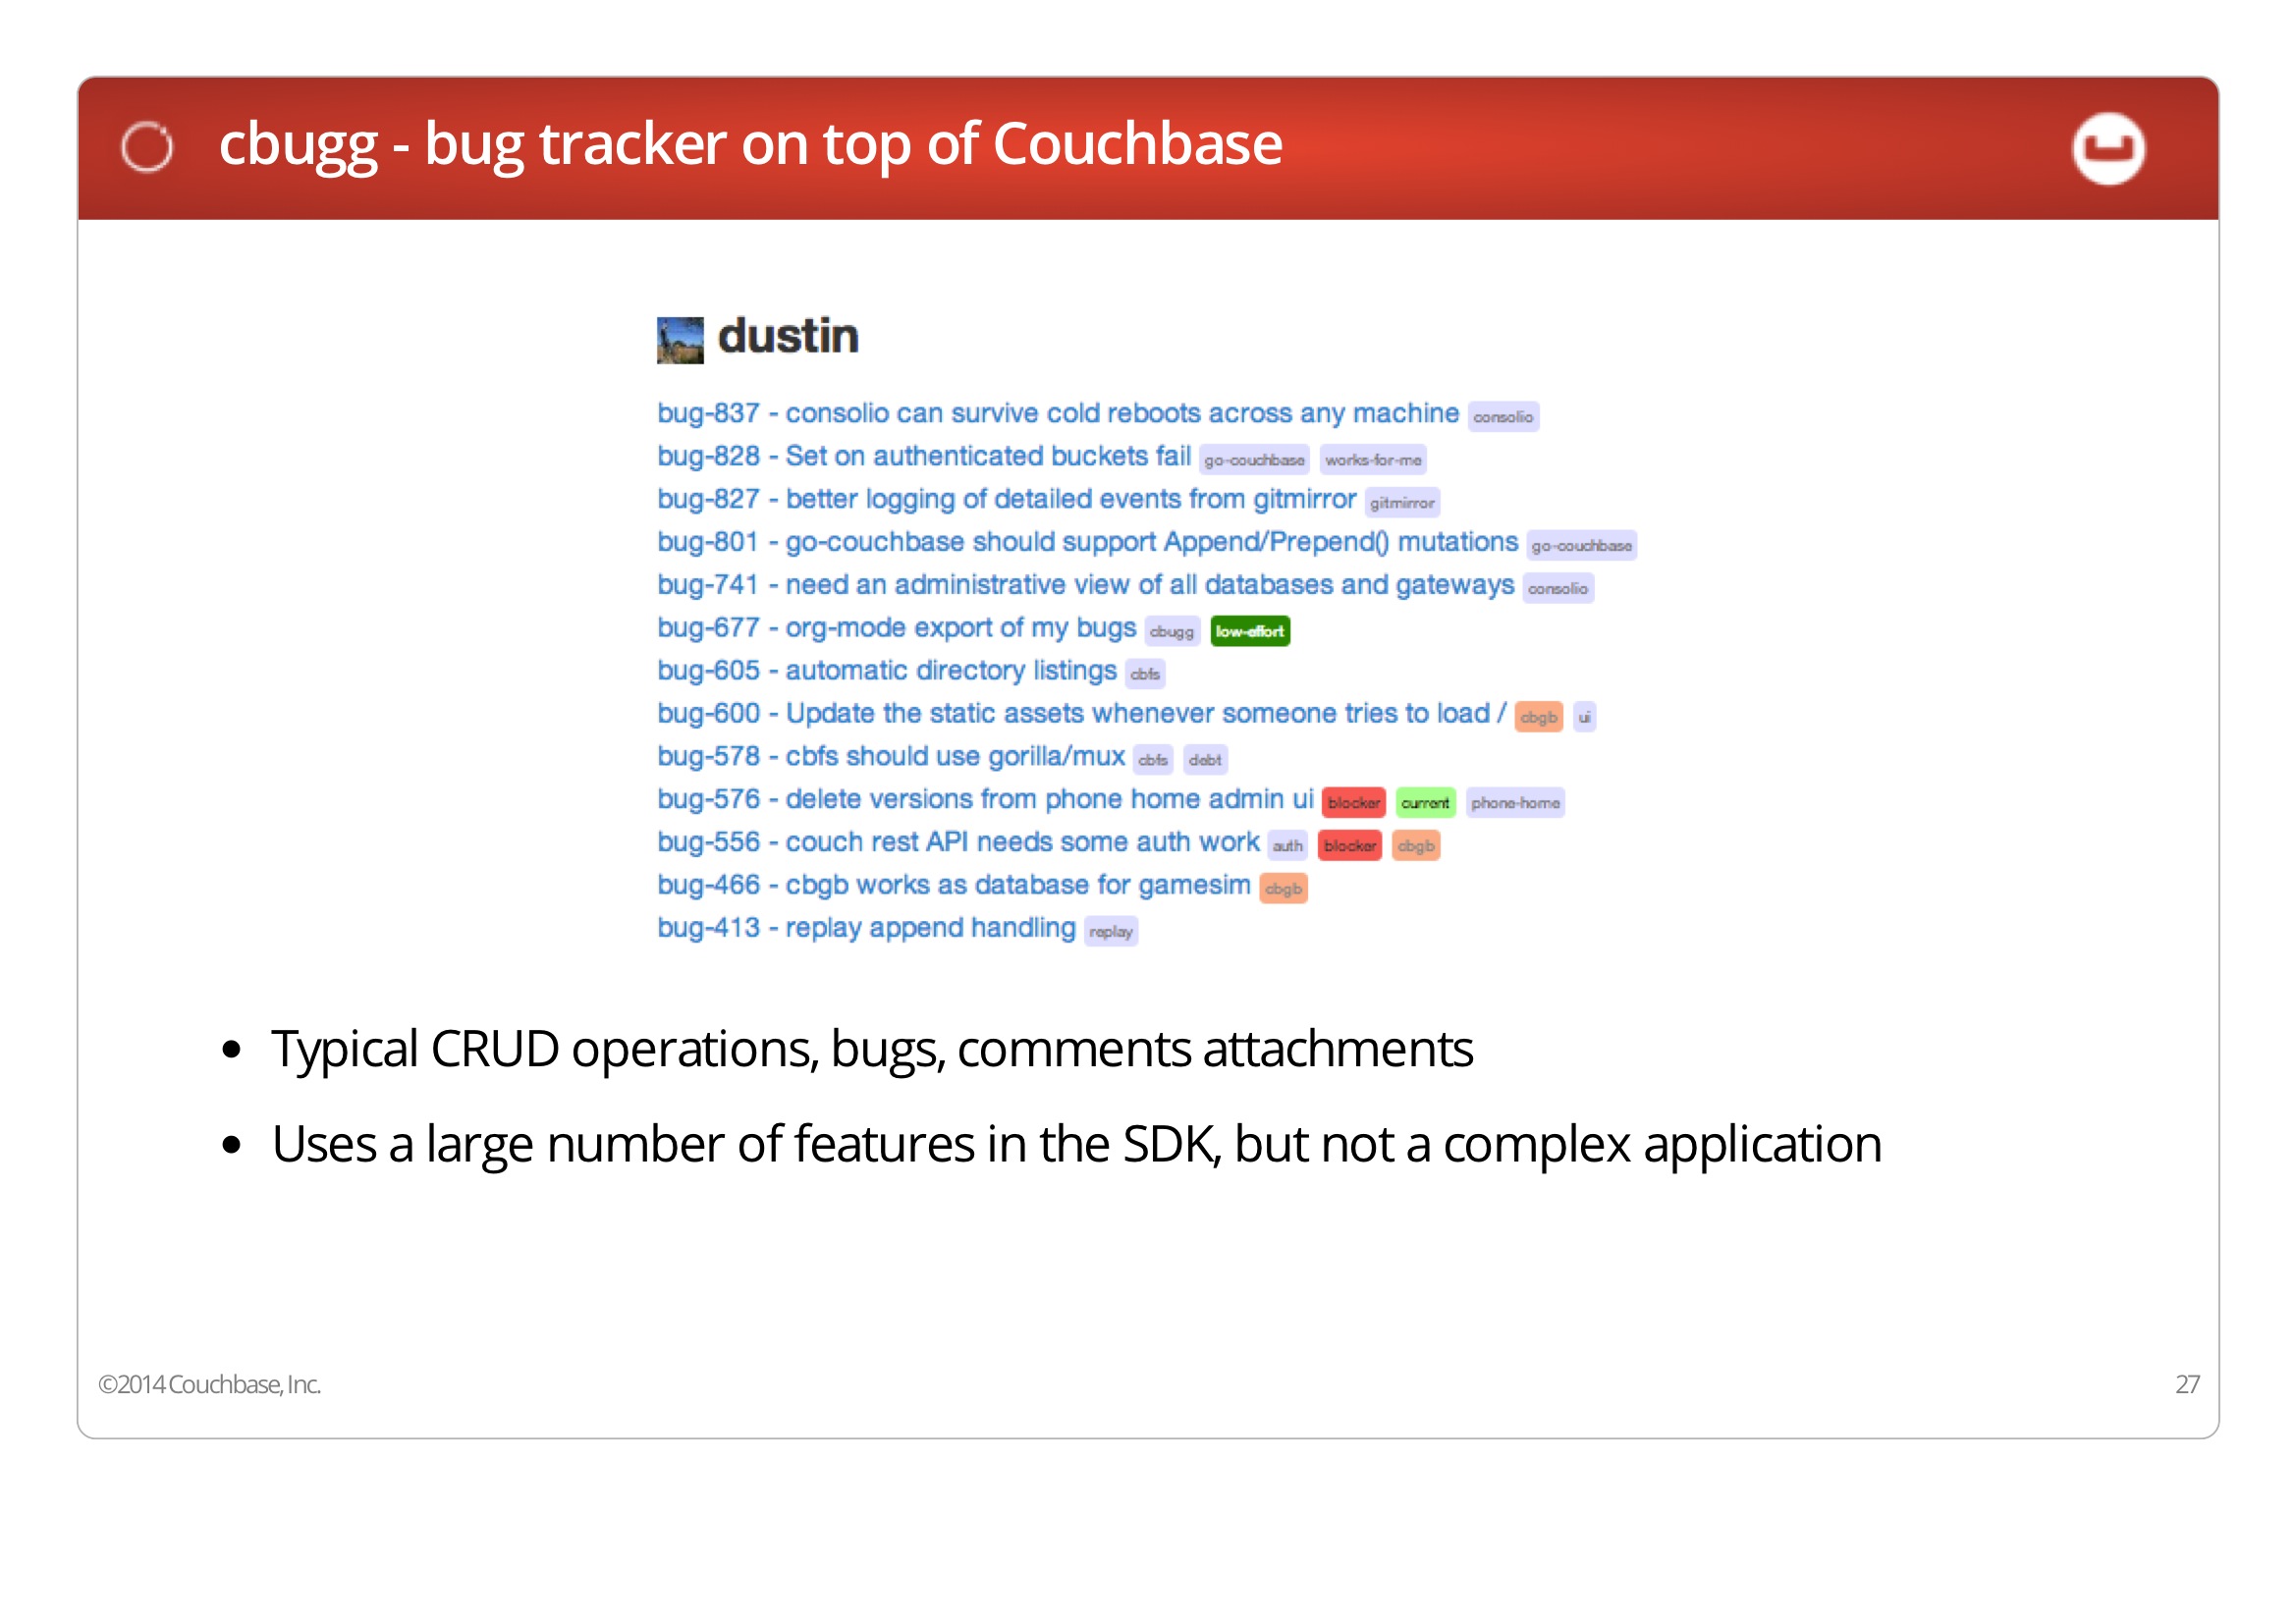 cbugg - bug tracker on top of Couchbase
dustin
bug-837 - consolio can survive cold reboots across any machine consolio
bug-828 - Set on authenticated buckets fail go-couchbase works-for-me
bug-827 - better logging of detailed events from gitmirror gitmirror
bug-801 - go-couchbase should support Append/Prepend() mutations go-couchbase
bug-741 - need an administrative view of all databases and gateways consolio
bug-677 - org-mode export of my bugs cbugg low-effort
bug-605 - automatic directory listings cbfs
bug-600 - Update the static assets whenever someone tries to load / cbgb ui
bug-578 - cbfs should use gorilla/mux cbfs debt
bug-576 - delete versions from phone home admin ui blocker current phone-home
bug-556 - couch rest API needs some auth work auth blocker cbgb
bug-466 - cbgb works as database for gamesim cbgb
bug-413 - replay append handling replay
• Typical CRUD operations, bugs, comments attachments
• Uses a large number of features in the SDK, but not a complex application
©2014 Couchbase, Inc.
27